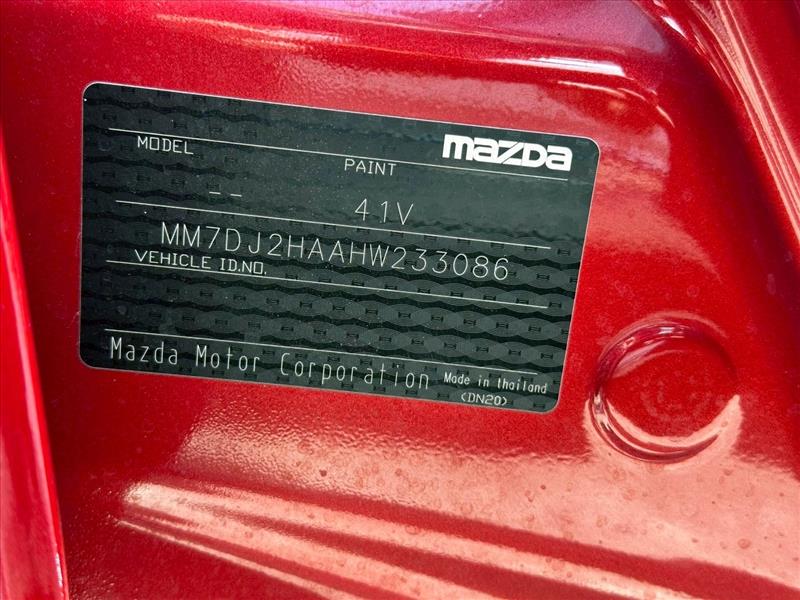 mazda
MODEL PAINT
-- 41V
MM7DJ2HAAHW233086
VEHICLE ID.NO.
Mazda Motor Corporation Made in thailand
(DN20)